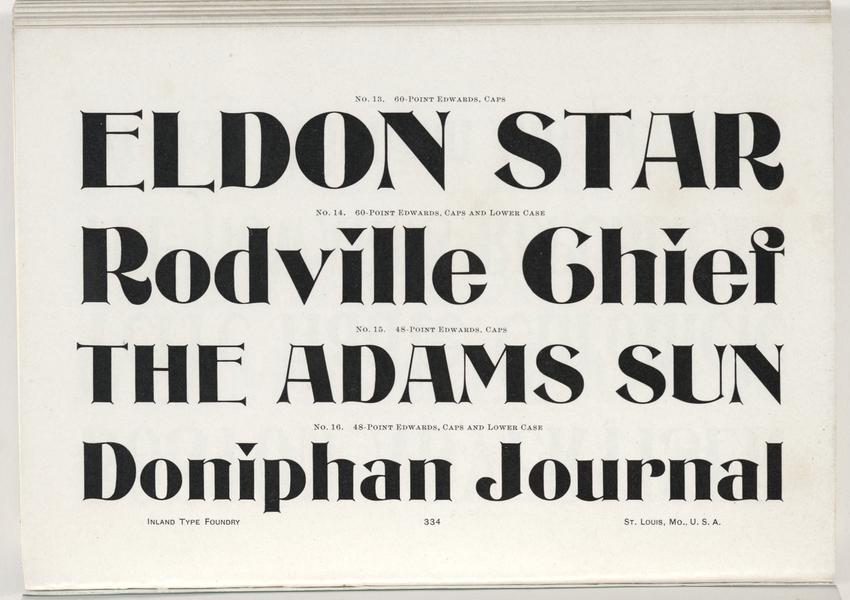 No. 13.   60-Point Edwards, Caps
ELDON STAR
No. 14.   60-Point Edwards, Caps and Lower Case
Rodville Chief
No. 15.   48-Point Edwards, Caps
THE ADAMS SUN
No. 16.   48-Point Edwards, Caps and Lower Case
Doniphan Journal
Inland Type Foundry   334   St. Louis, Mo., U. S. A.